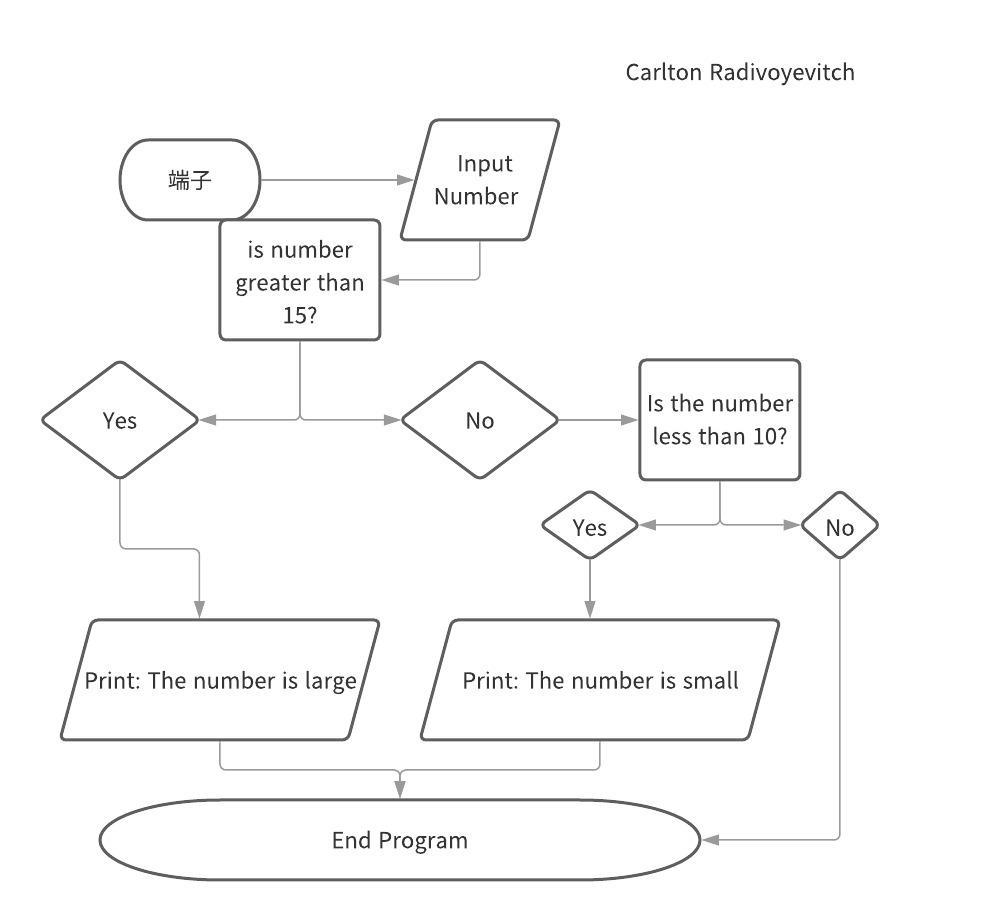 Carlton Radivoyevitch
端子
Input
Number
is number
greater than
15?
Yes
No
Is the number
less than 10?
Yes
No
Print: The number is large
Print: The number is small
End Program